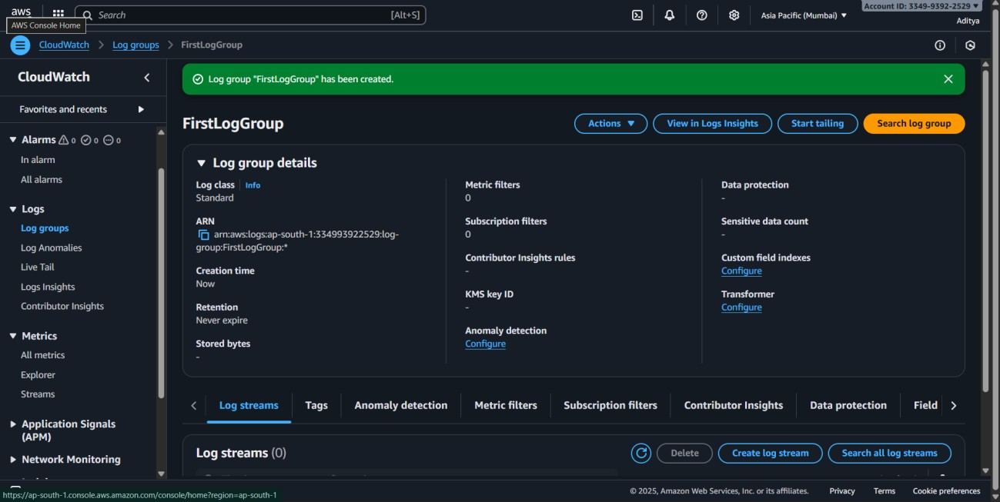 aws
Search
[Alt+S]
Asia Pacific (Mumbai)
Account ID: 3349-9392-2529
Aditya
AWS Console Home
CloudWatch
Log groups
FirstLogGroup
CloudWatch
Favorites and recents
Alarms 0 0 0
In alarm
All alarms
Logs
Log groups
Log Anomalies
Live Tail
Logs Insights
Contributor Insights
Metrics
All metrics
Explorer
Streams
Application Signals
(APM)
Network Monitoring
Log group "FirstLogGroup" has been created.
FirstLogGroup
Actions
View in Logs Insights
Start tailing
Search log group
Log group details
Log class
Info
Standard
ARN
arn:aws:logs:ap-south-1:334993922529:log-
group:FirstLogGroup:*
Creation time
Now
Retention
Never expire
Stored bytes
-
Metric filters
0
Subscription filters
0
Contributor Insights rules
-
KMS key ID
-
Anomaly detection
Configure
Data protection
-
Sensitive data count
-
Custom field indexes
Configure
Transformer
Configure
Log streams
Tags
Anomaly detection
Metric filters
Subscription filters
Contributor Insights
Data protection
Field
Log streams (0)
Delete
Create log stream
Search all log streams
https://ap-south-1.console.aws.amazon.com/console/home?region=ap-south-1
© 2025, Amazon Web Services, Inc. or its affiliates.
Privacy
Terms
Cookie preferences